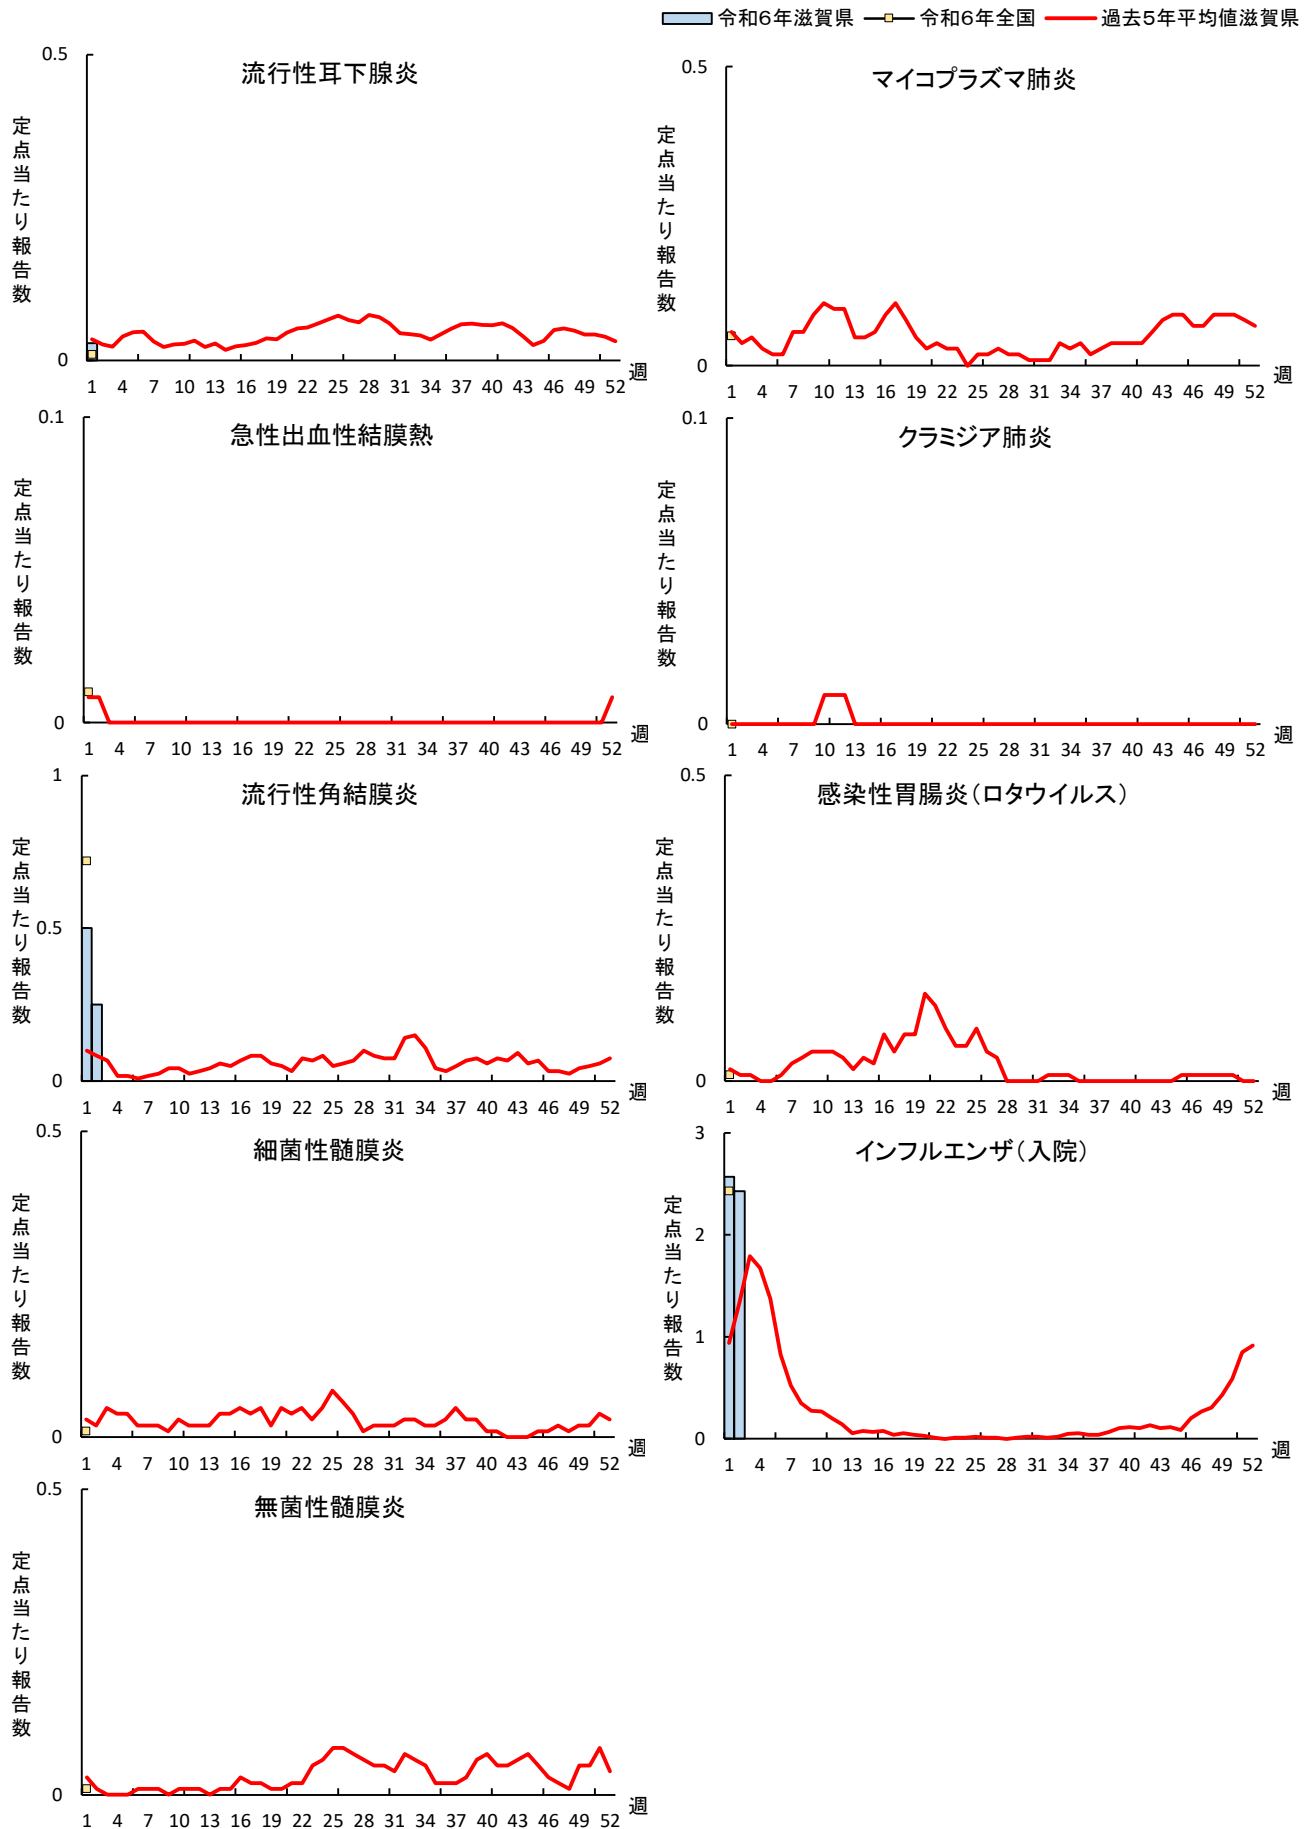 令和6年滋賀県 令和6年全国 過去5年平均値滋賀県
流行性耳下腺炎
定点当たり報告数
0.5
0
1 4 7 10 13 16 19 22 25 28 31 34 37 40 43 46 49 52 週
マイコプラズマ肺炎
定点当たり報告数
0.5
0
1 4 7 10 13 16 19 22 25 28 31 34 37 40 43 46 49 52 週
急性出血性結膜熱
定点当たり報告数
0.1
0
1 4 7 10 13 16 19 22 25 28 31 34 37 40 43 46 49 52 週
クラミジア肺炎
定点当たり報告数
0.1
0
1 4 7 10 13 16 19 22 25 28 31 34 37 40 43 46 49 52 週
流行性角結膜炎
定点当たり報告数
1
0.5
0
1 4 7 10 13 16 19 22 25 28 31 34 37 40 43 46 49 52 週
感染性胃腸炎（ロタウイルス）
定点当たり報告数
0.5
0
1 4 7 10 13 16 19 22 25 28 31 34 37 40 43 46 49 52 週
細菌性髄膜炎
定点当たり報告数
0.5
0
1 4 7 10 13 16 19 22 25 28 31 34 37 40 43 46 49 52 週
インフルエンザ（入院）
定点当たり報告数
3
2
1
0
1 4 7 10 13 16 19 22 25 28 31 34 37 40 43 46 49 52 週
無菌性髄膜炎
定点当たり報告数
0.5
0
1 4 7 10 13 16 19 22 25 28 31 34 37 40 43 46 49 52 週